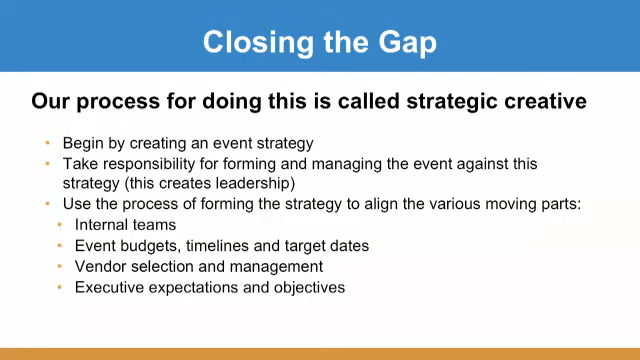 Closing the Gap
Our process for doing this is called strategic creative
• Begin by creating an event strategy
• Take responsibility for forming and managing the event against this
strategy (this creates leadership)
• Use the process of forming the strategy to align the various moving parts:
• Internal teams
• Event budgets, timelines and target dates
• Vendor selection and management
• Executive expectations and objectives